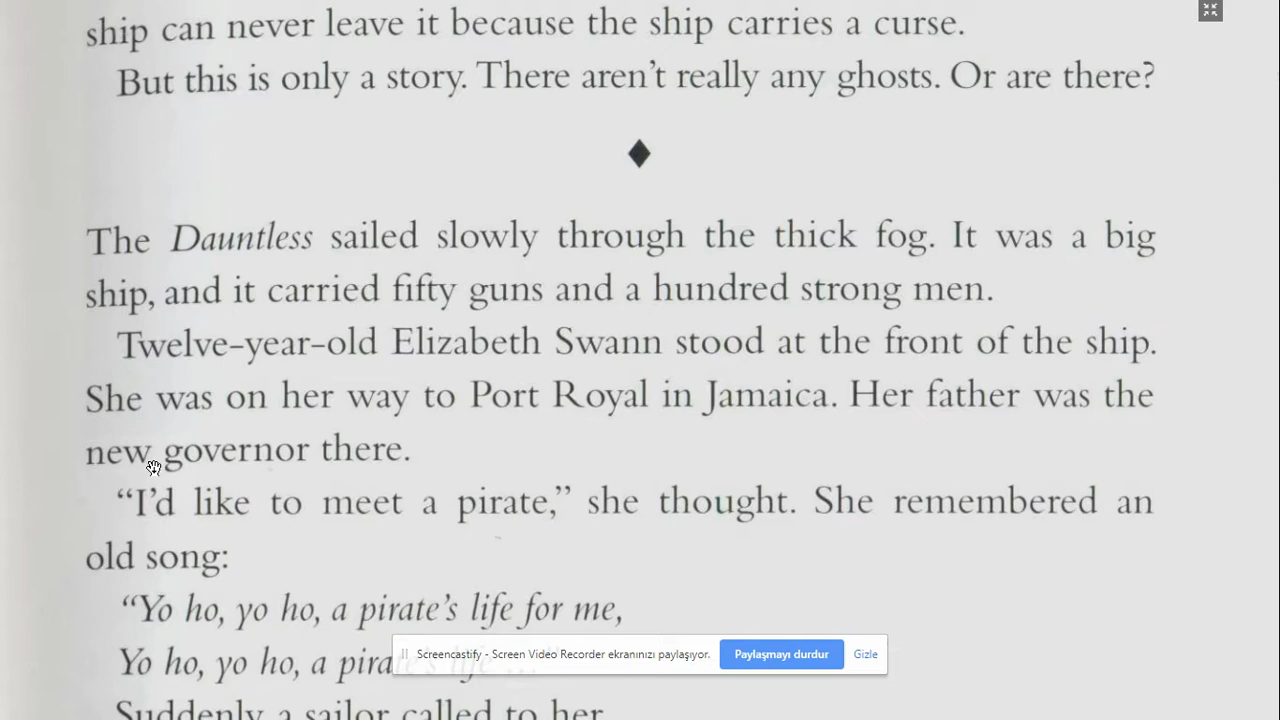 ship can never leave it because the ship carries a curse.
But this is only a story. There aren't really any ghosts. Or are there?
The Dauntless sailed slowly through the thick fog. It was a big
ship, and it carried fifty guns and a hundred strong men.
Twelve-year-old Elizabeth Swann stood at the front of the ship.
She was on her way to Port Royal in Jamaica. Her father was the
new governor there.
"I'd like to meet a pirate," she thought. She remembered an
old song:
"Yo ho, yo ho, a pirate's life for me,
Yo ho, yo ho, a pirate's life ..."
Screencastify - Screen Video Recorder ekranınızı paylaşıyor.
Paylaşmayı durdur
Gizle
Suddenly a sailor called to her